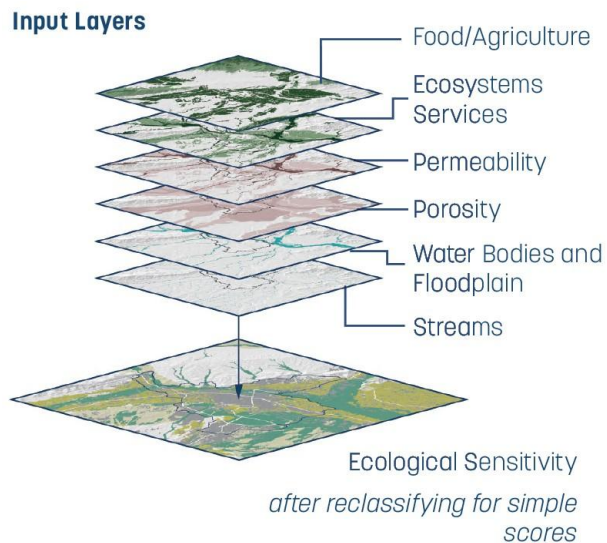 Input Layers
Food/Agriculture
Ecosystems
Services
Permeability
Porosity
Water Bodies and
Floodplain
Streams
Ecological Sensitivity
after reclassifying for simple
scores